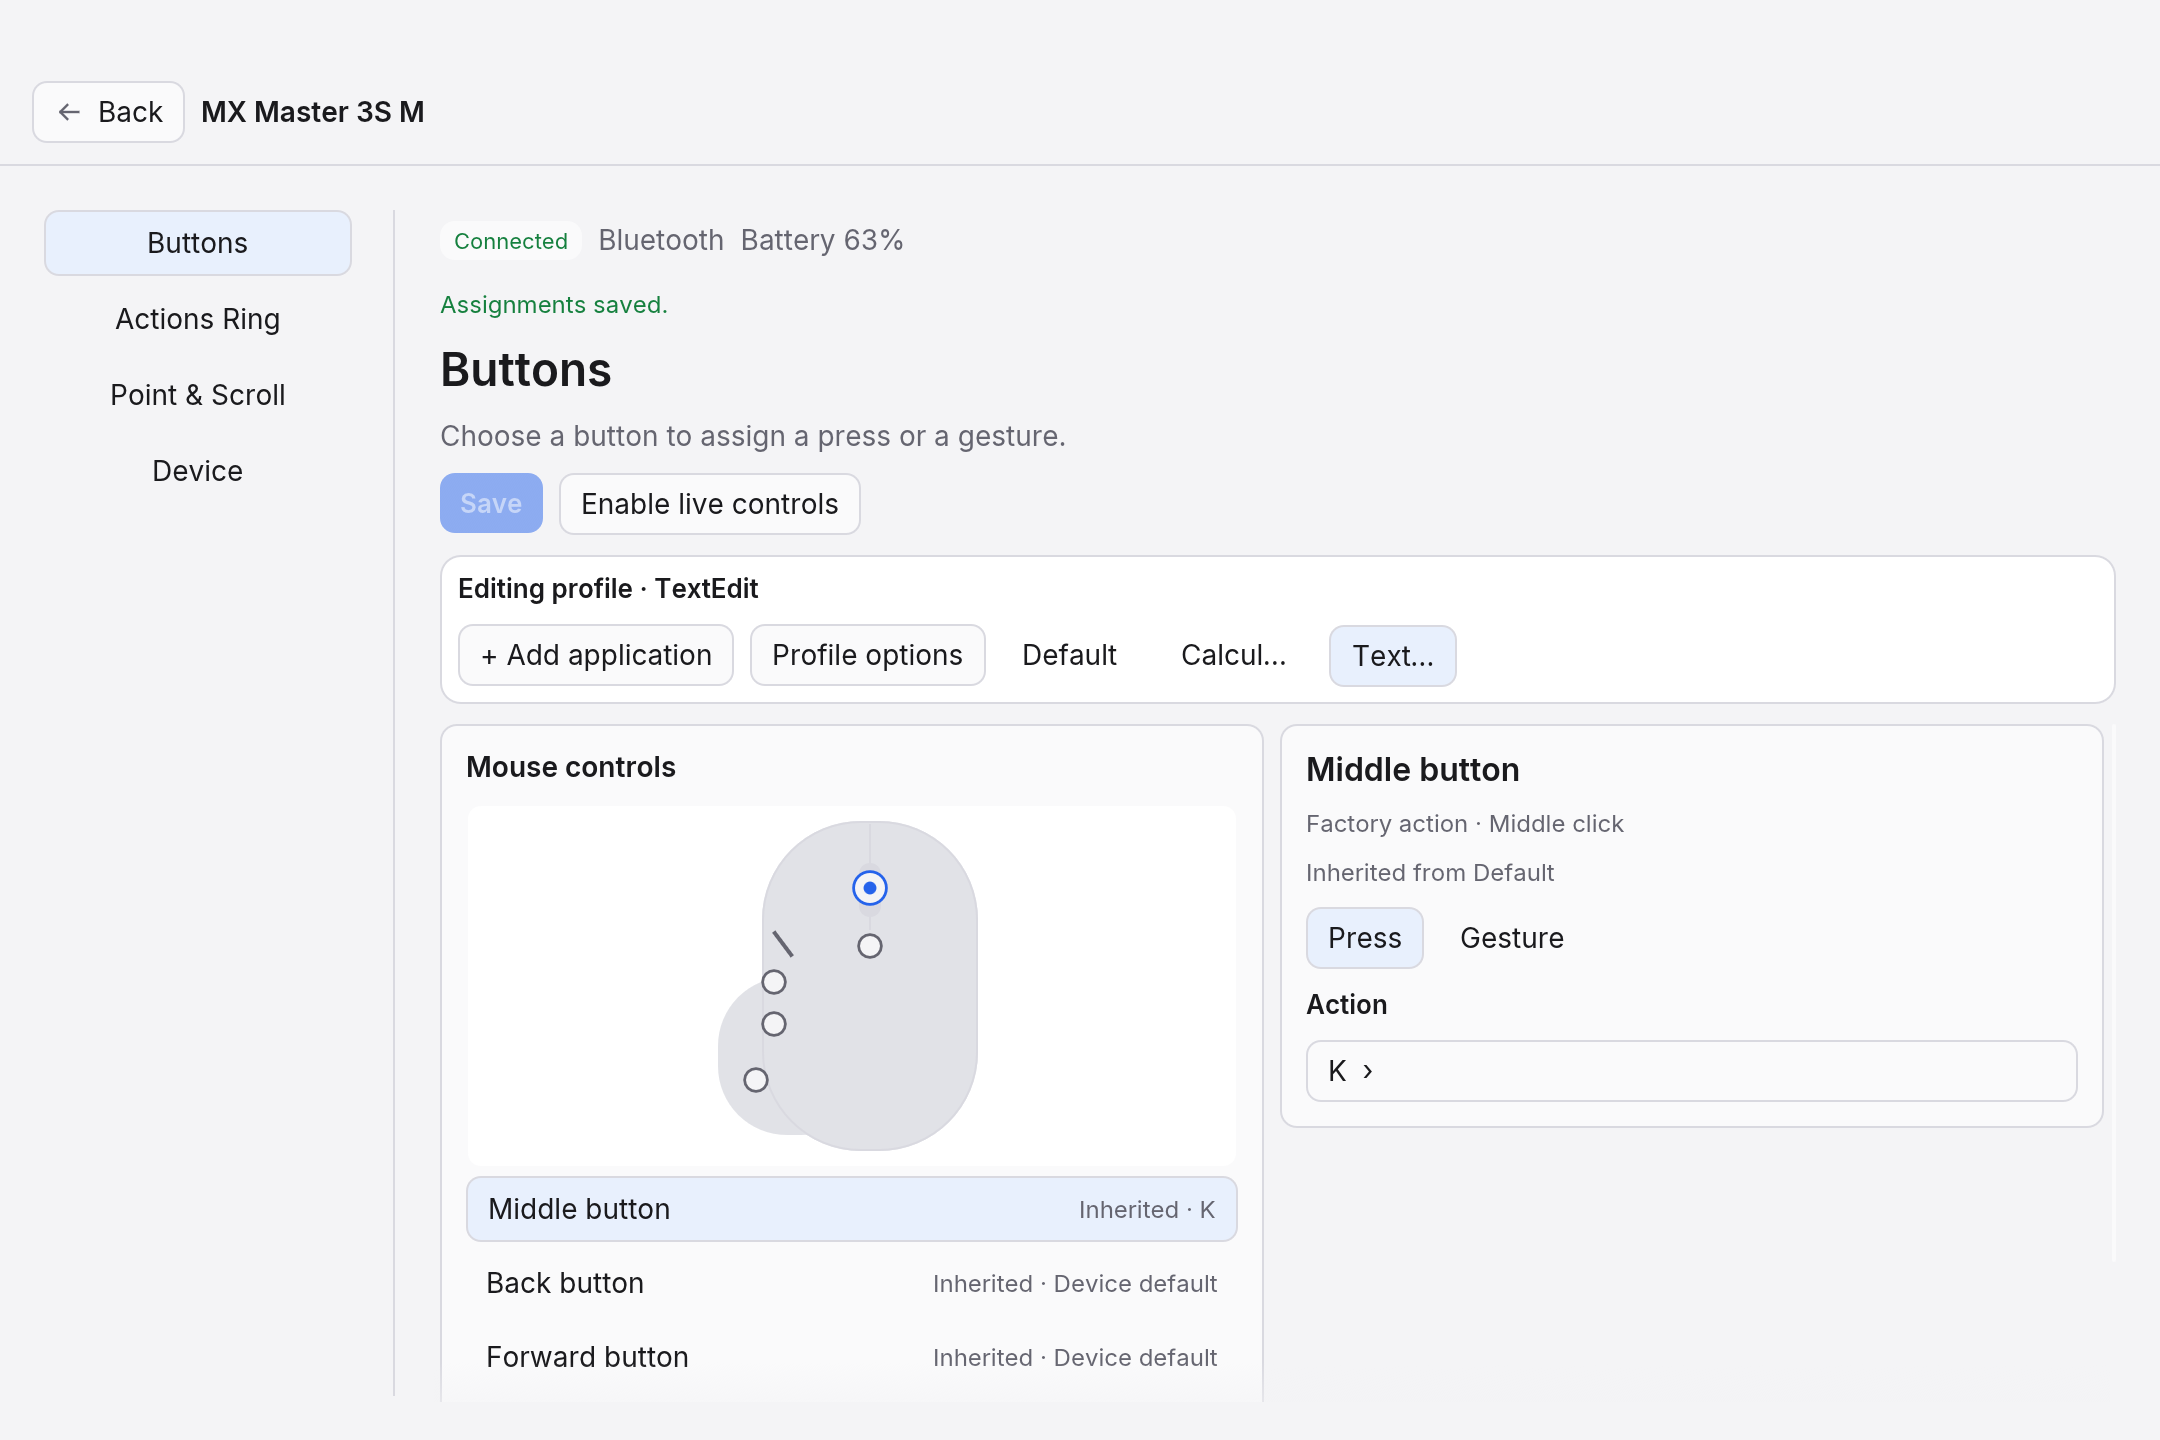 ← Back MX Master 3S M
Buttons
Actions Ring
Point & Scroll
Device
Connected Bluetooth Battery 63%
Assignments saved.
Buttons
Choose a button to assign a press or a gesture.
Save Enable live controls
Editing profile · TextEdit
+ Add application Profile options Default Calcul... Text...
Mouse controls
Middle button Inherited · K
Back button Inherited · Device default
Forward button Inherited · Device default
Middle button
Factory action · Middle click
Inherited from Default
Press Gesture
Action
K ›